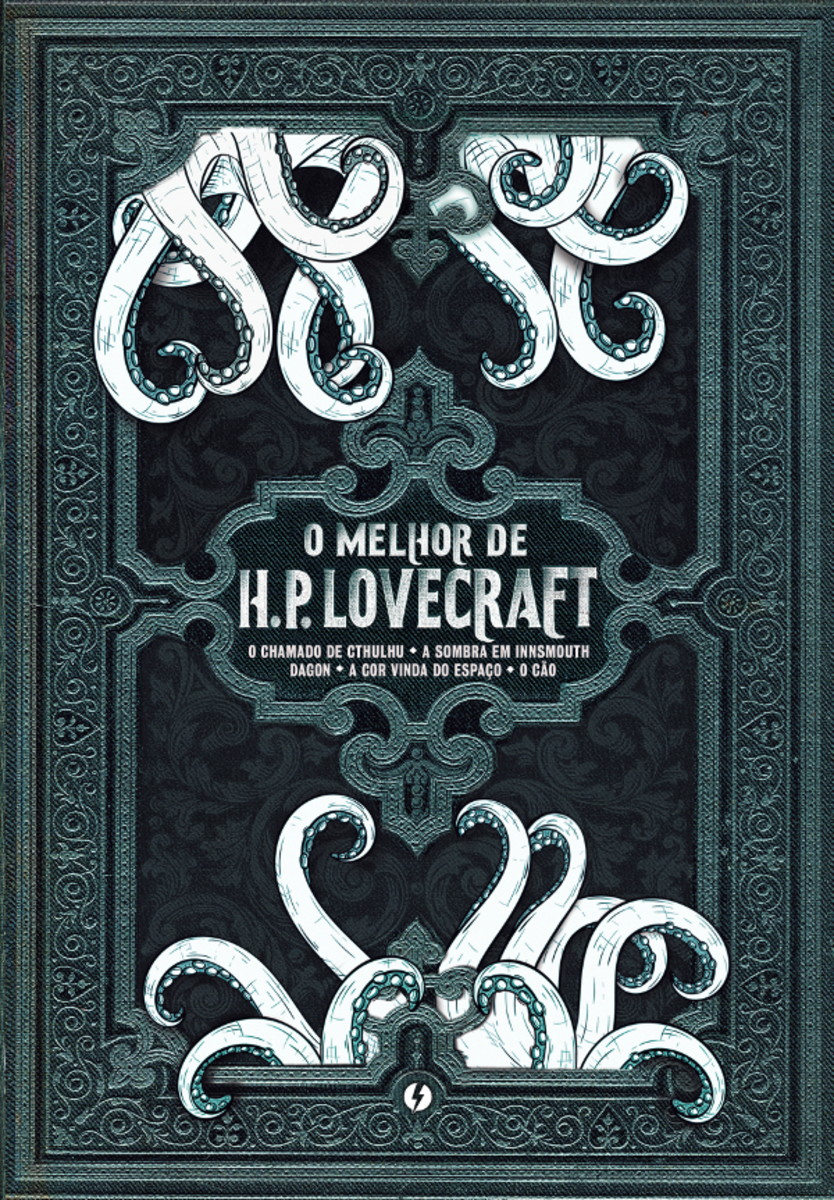 O MELHOR DE
H.P. LOVECRAFT
O CHAMADO DE CTHULHU • A SOMBRA EM INNSMOUTH
DAGON • A COR VINDA DO ESPAÇO • O CÃO